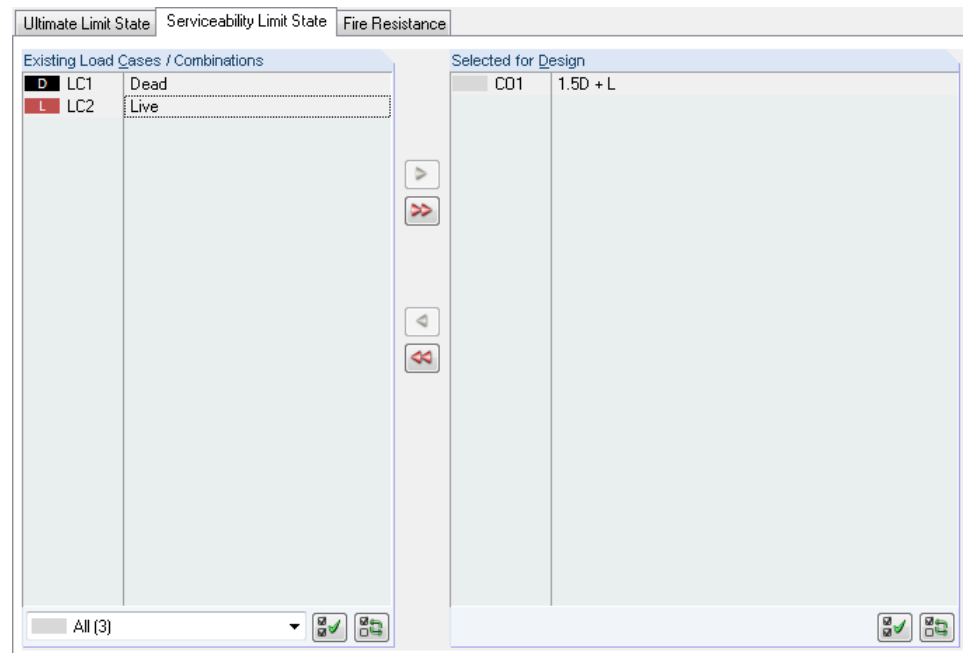 Ultimate Limit State Serviceability Limit State Fire Resistance
Existing Load Cases / Combinations
D LC1 Dead
L LC2 Live
All (3)
Selected for Design
CO1 1.5D + L